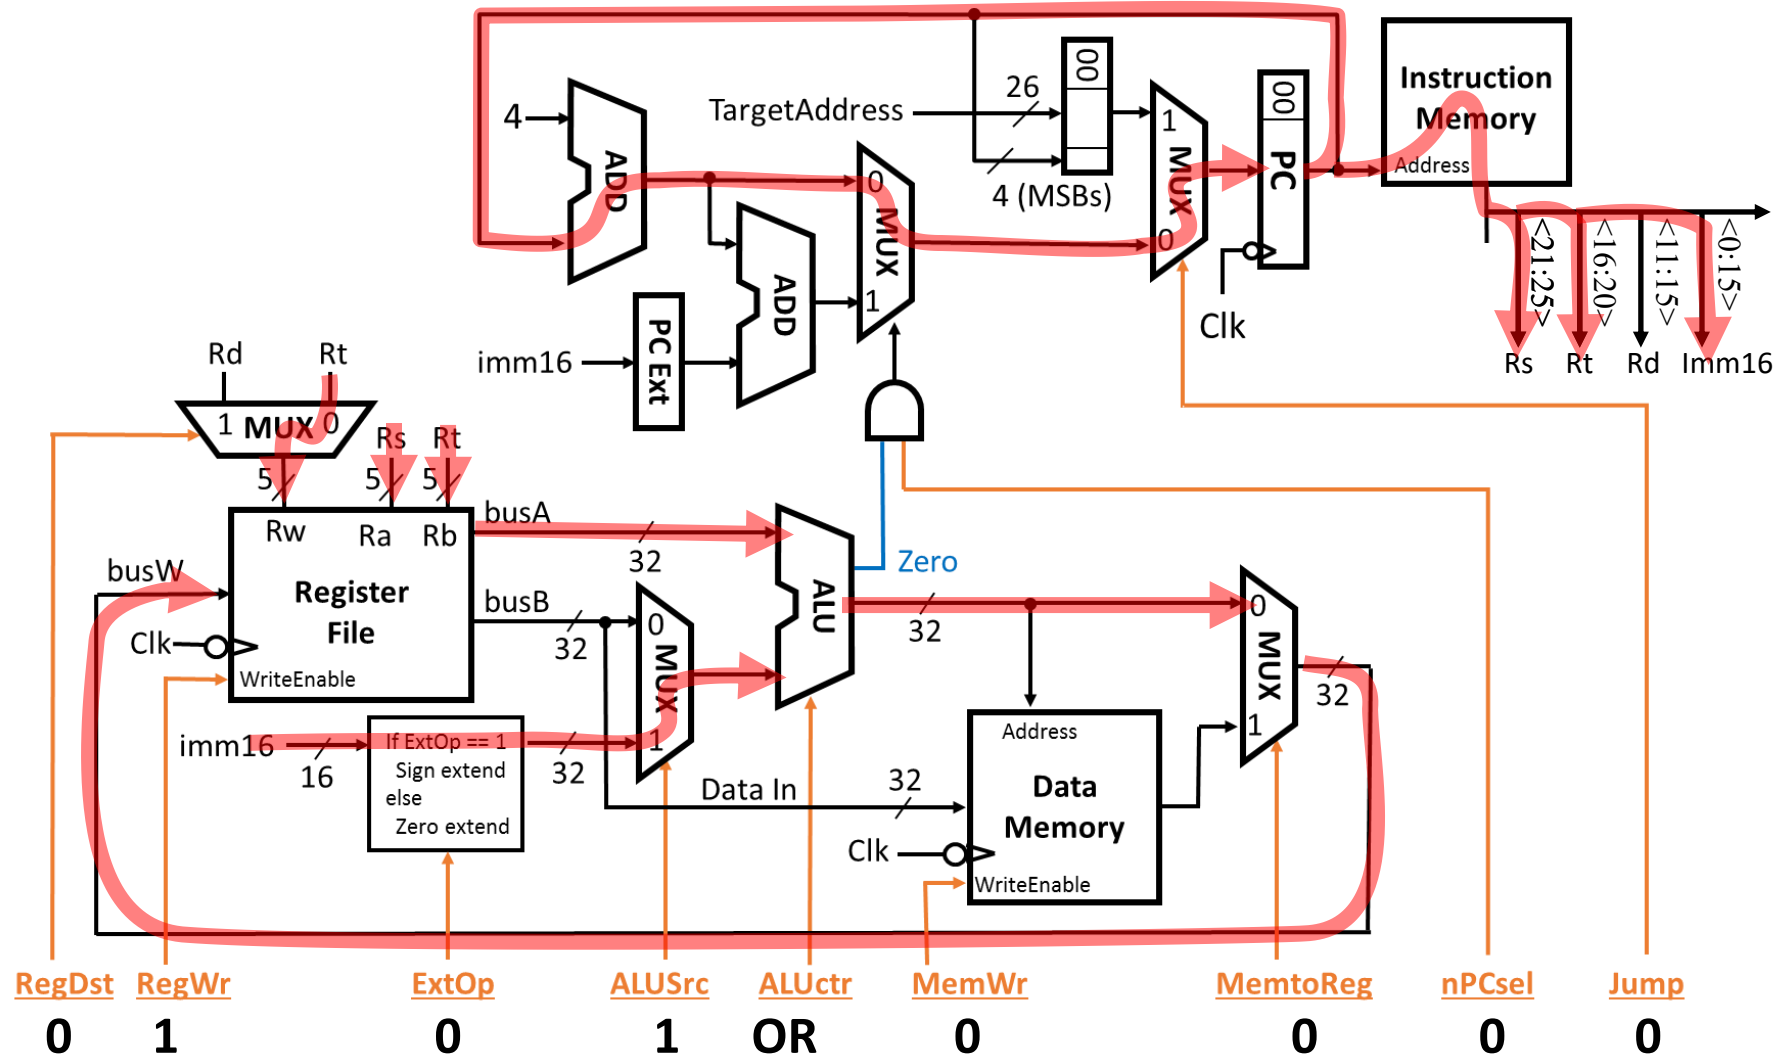 00
Instruction
Memory
Address
26
TargetAddress
4
ADD
1
MUX
0
00
PC
4 (MSBs)
0
MUX
1
ADD
<21:25>
<16:20>
<11:15>
<0:15>
Clk
PC Ext
imm16
Rs
Rt
Rd
Imm16
Rd
Rt
1 MUX 0
Rs
Rt
5
5
5
Rw
Ra
Rb
busA
32
busW
Register
File
busB
32
Clk
WriteEnable
Zero
ALU
32
0
MUX
1
0
MUX
1
32
imm16
16
If ExtOp == 1
Sign extend
else
Zero extend
32
Data In
32
Address
Data
Memory
Clk
WriteEnable
RegDst
RegWr
ExtOp
ALUSrc
ALUctr
MemWr
MemtoReg
nPCsel
Jump
0
1
0
1
OR
0
0
0
0